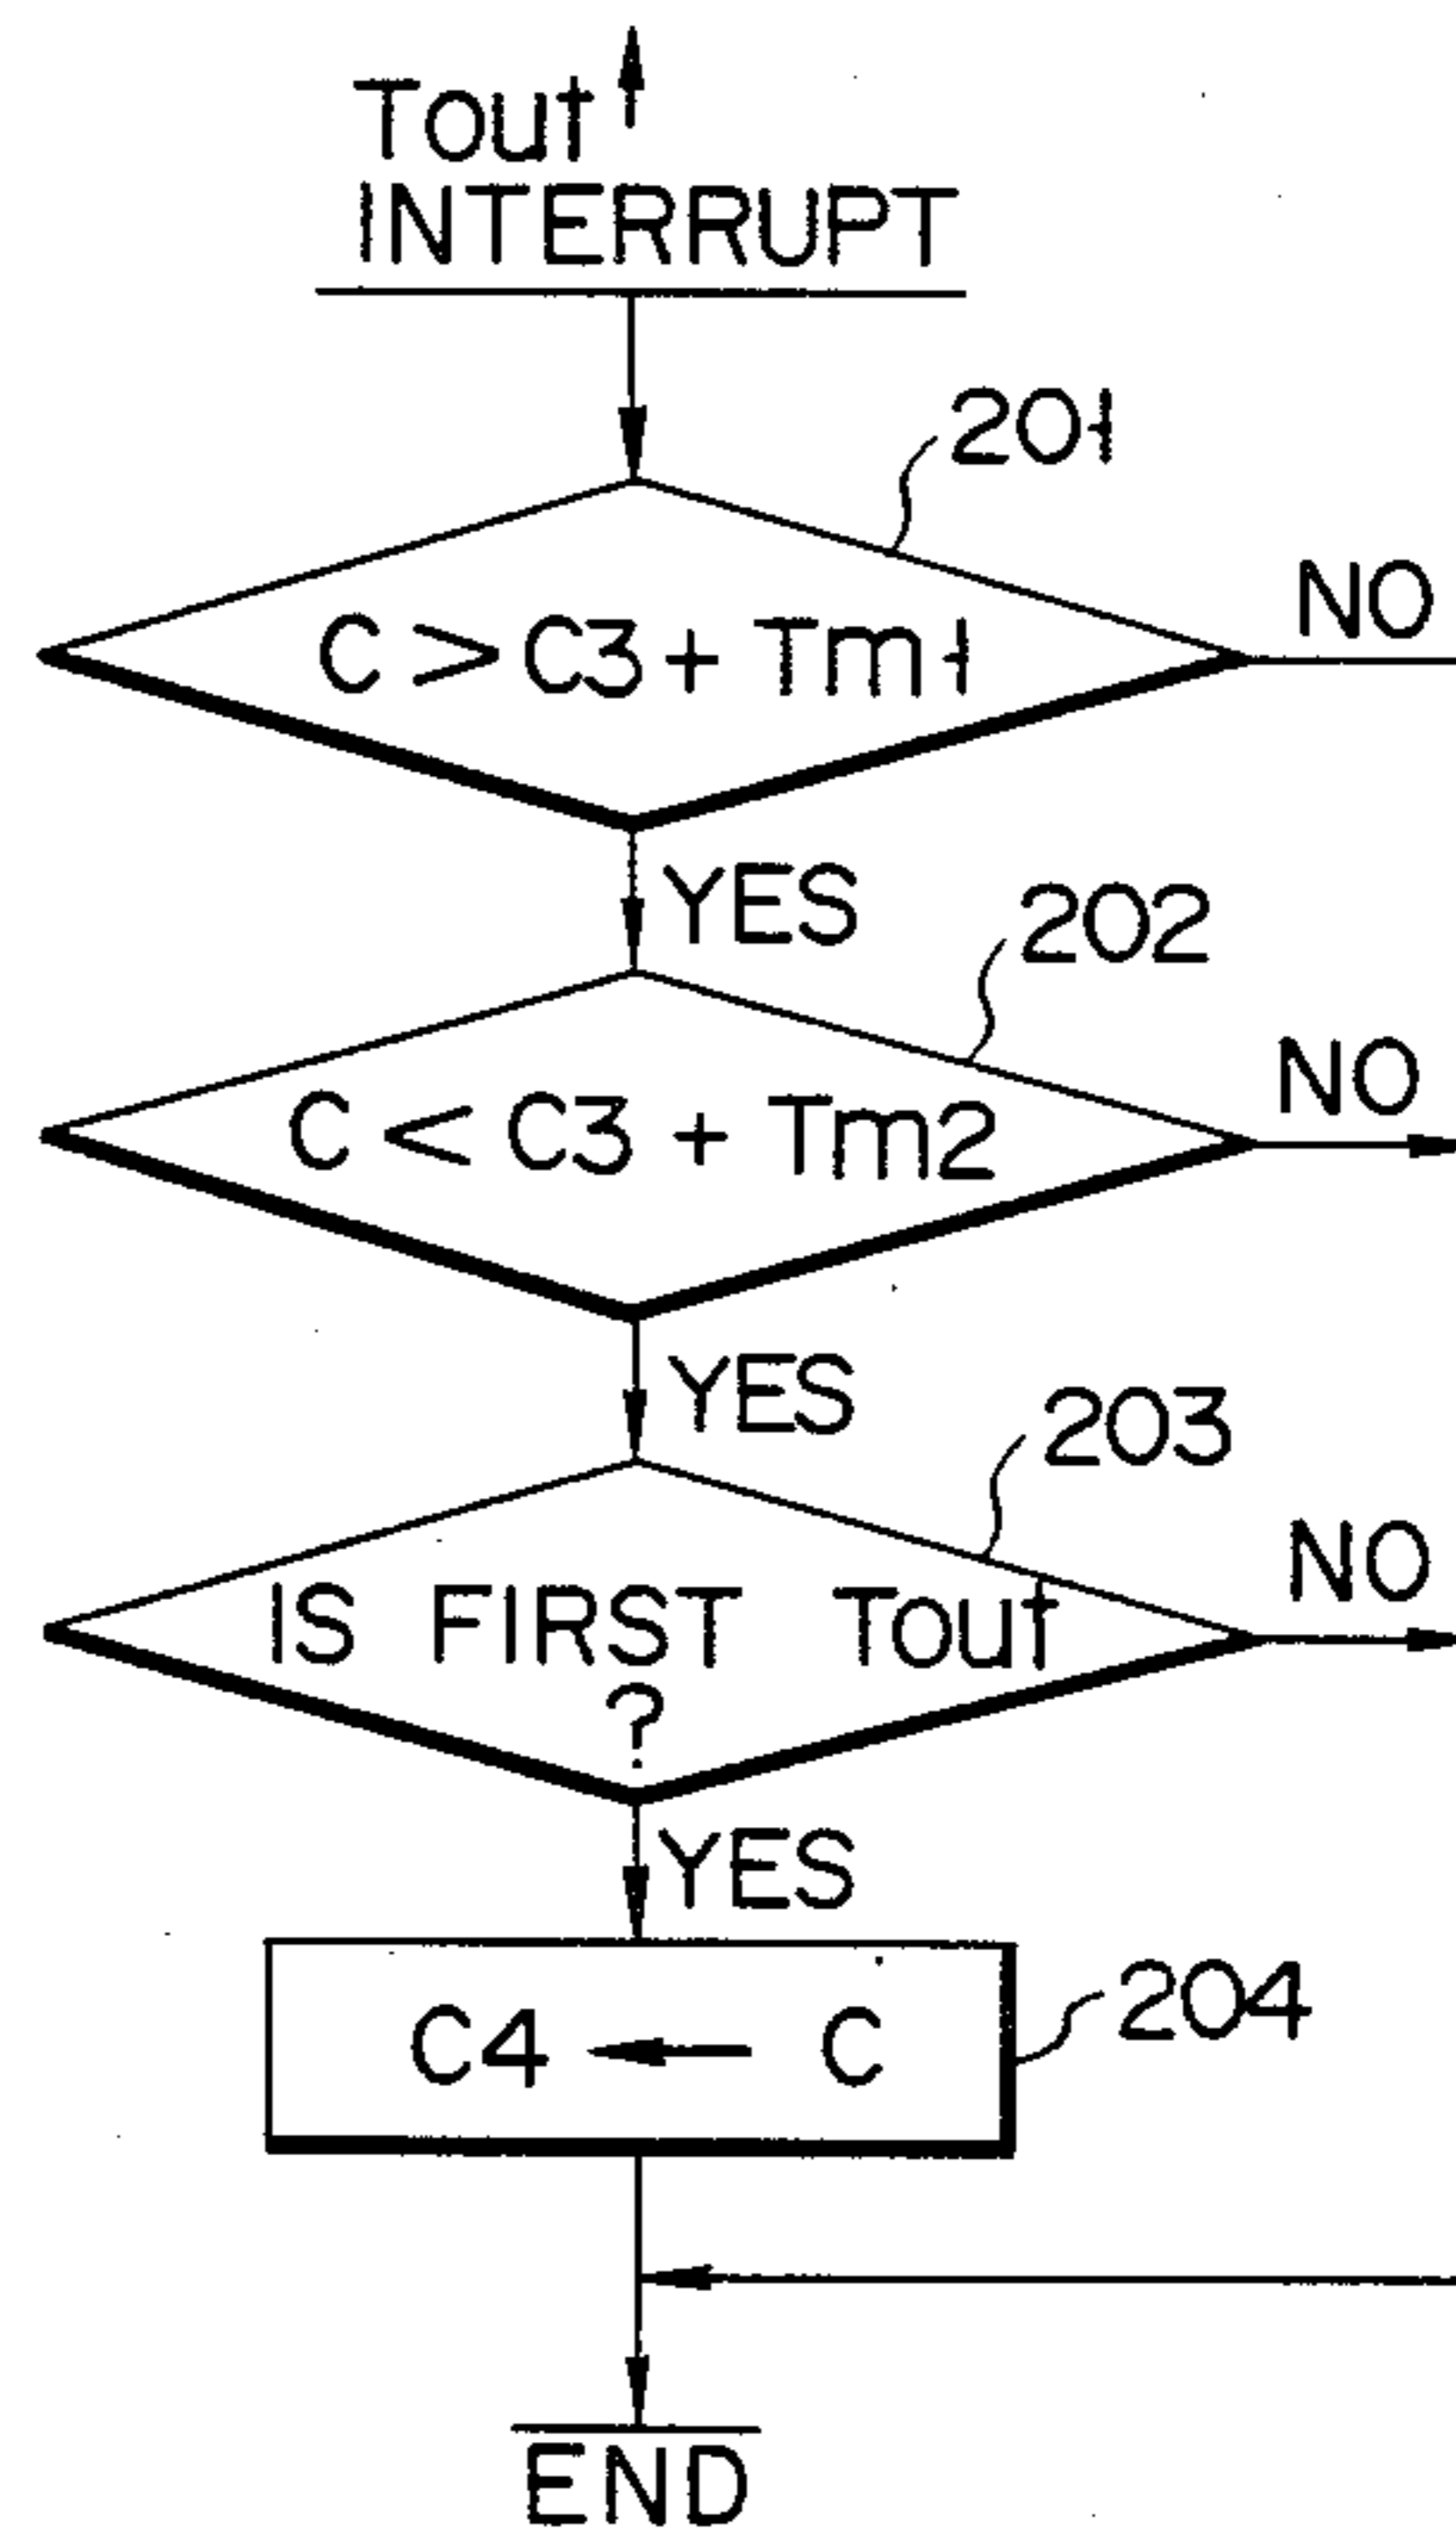 Tout ↑
INTERRUPT
201
C > C3 + Tm1
NO
YES
202
C < C3 + Tm2
NO
YES
203
IS FIRST Tout
?
NO
YES
204
C4 ← C
END